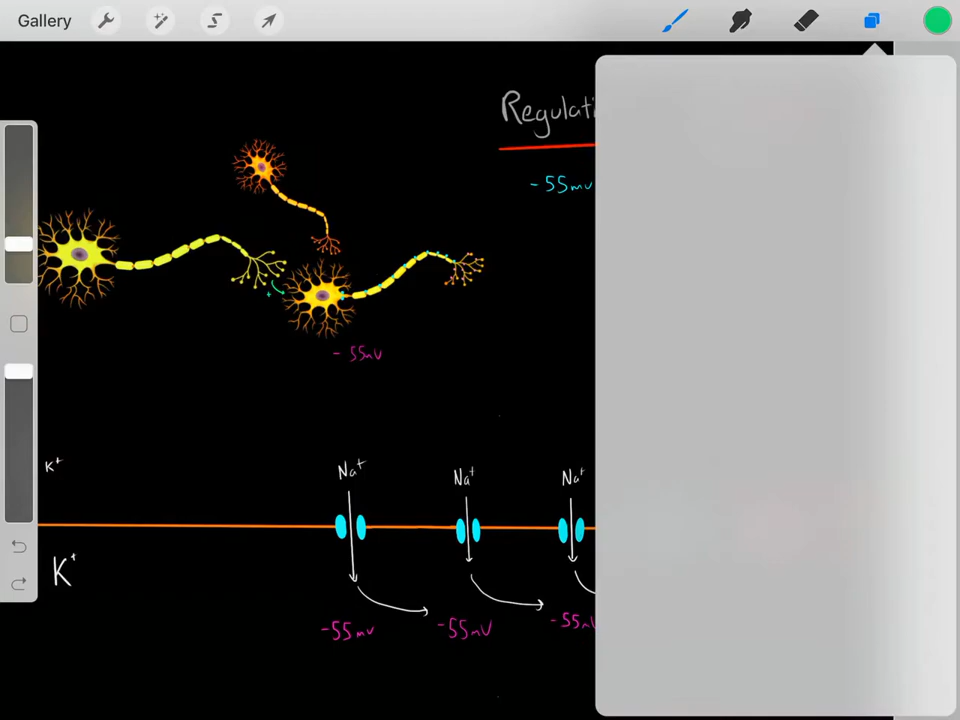 Gallery
Regulati
-55mv
+
-55mV
K+
Na+
Na+
Na+
K+
-55mv
-55mV
-55mV